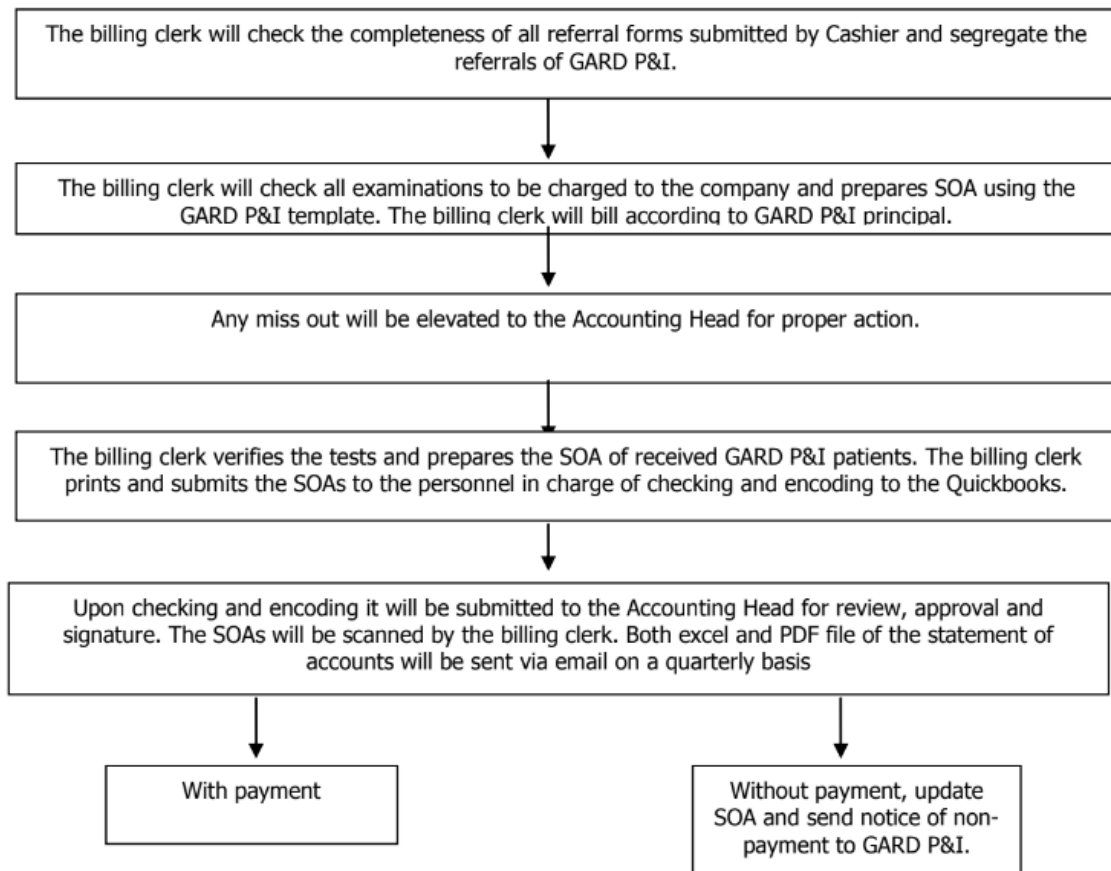 The billing clerk will check the completeness of all referral forms submitted by Cashier and segregate the
referrals of GARD P&I.
The billing clerk will check all examinations to be charged to the company and prepares SOA using the
GARD P&I template. The billing clerk will bill according to GARD P&I principal.
Any miss out will be elevated to the Accounting Head for proper action.
The billing clerk verifies the tests and prepares the SOA of received GARD P&I patients. The billing clerk
prints and submits the SOAs to the personnel in charge of checking and encoding to the Quickbooks.
Upon checking and encoding it will be submitted to the Accounting Head for review, approval and
signature. The SOAs will be scanned by the billing clerk. Both excel and PDF file of the statement of
accounts will be sent via email on a quarterly basis
With payment
Without payment, update
SOA and send notice of non-
payment to GARD P&I.